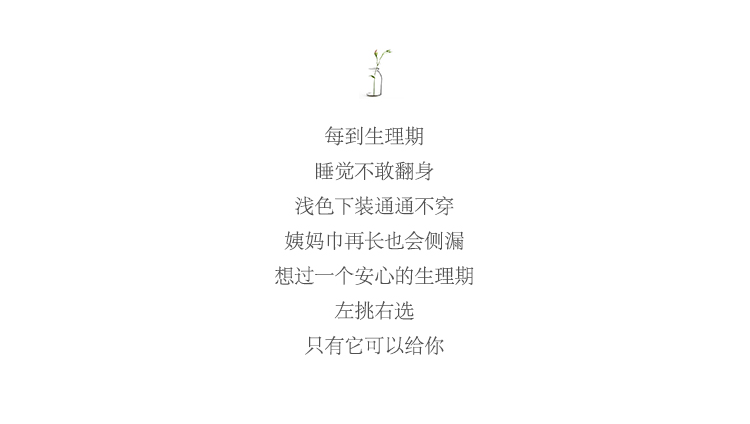 每到生理期
睡觉不敢翻身
浅色下装通通不穿
姨妈巾再长也会侧漏
想过一个安心的生理期
左挑右选
只有它可以给你